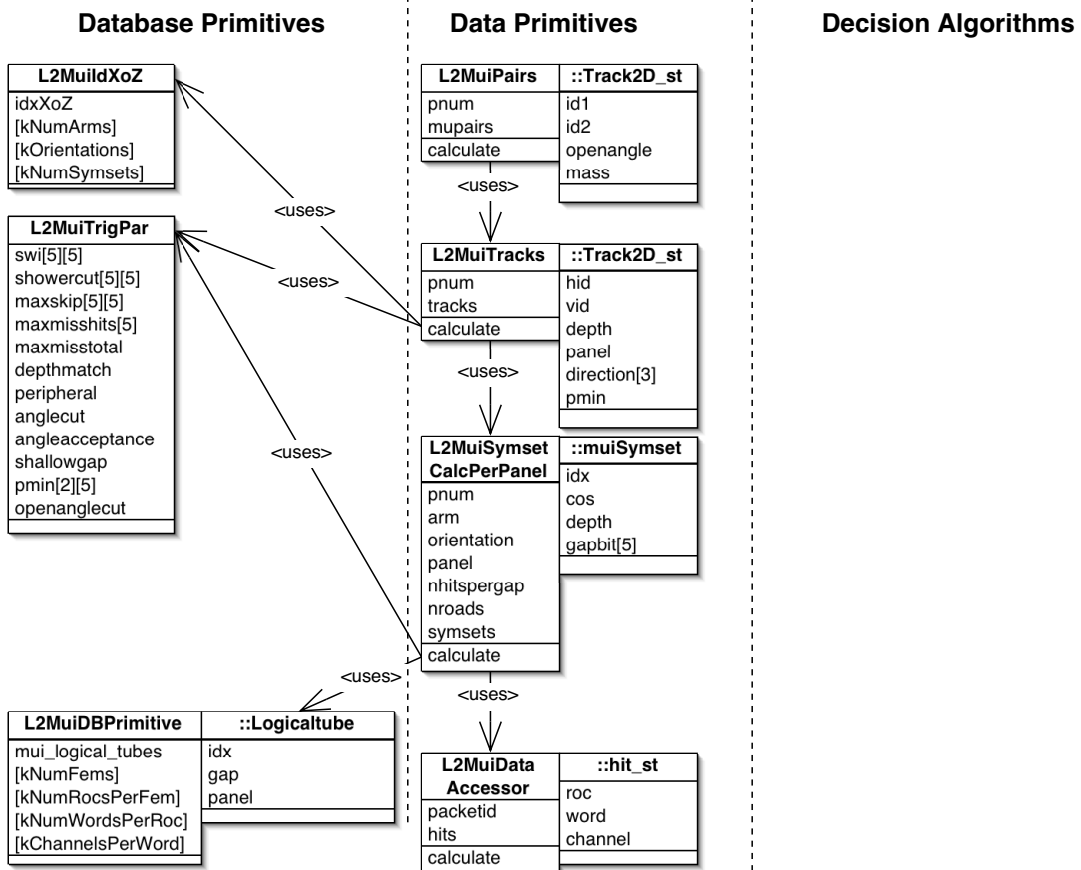 Database Primitives
Data Primitives
Decision Algorithms
L2MuiIdXoZ
idxXoZ
[kNumArms]
[kOrientations]
[kNumSymsets]
L2MuiTrigPar
swi[5][5]
showercut[5][5]
maxskip[5][5]
maxmisshits[5]
maxmisstotal
depthmatch
peripheral
anglecut
angleacceptance
shallowgap
pmin[2][5]
openanglecut
<uses>
<uses>
<uses>
<uses>
L2MuiDBPrimitive
mui_logical_tubes
[kNumFems]
[kNumRocsPerFem]
[kNumWordsPerRoc]
[kChannelsPerWord]
::Logicaltube
idx
gap
panel
L2MuiPairs
pnum
mupairs
calculate
::Track2D_st
id1
id2
openangle
mass
<uses>
L2MuiTracks
pnum
tracks
calculate
::Track2D_st
hid
vid
depth
panel
direction[3]
pmin
<uses>
L2MuiSymset
CalcPerPanel
pnum
arm
orientation
panel
nhitspergap
nroads
symsets
calculate
::muiSymset
idx
cos
depth
gapbit[5]
<uses>
L2MuiData
Accessor
packetid
hits
calculate
::hit_st
roc
word
channel